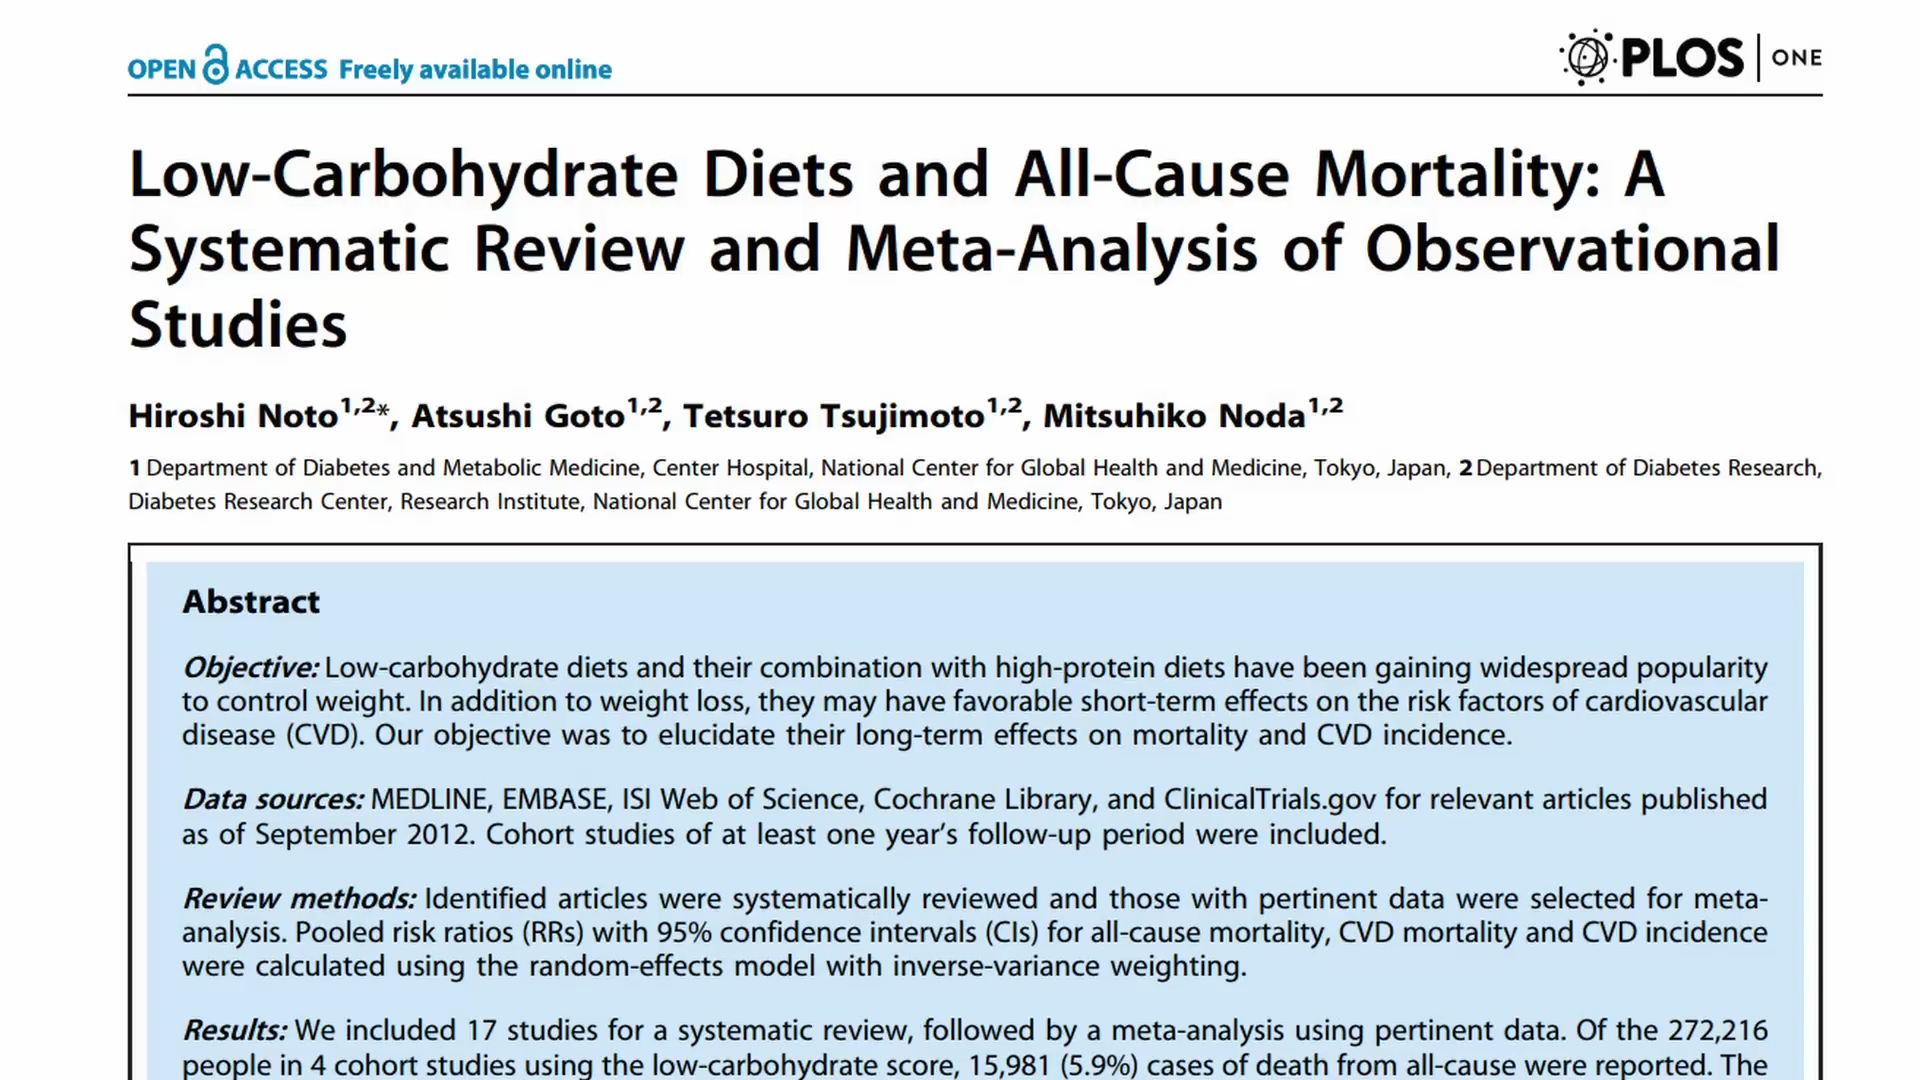 OPEN ACCESS Freely available online
PLOS ONE
Low-Carbohydrate Diets and All-Cause Mortality: A
Systematic Review and Meta-Analysis of Observational
Studies
Hiroshi Noto1,2*, Atsushi Goto1,2, Tetsuro Tsujimoto1,2, Mitsuhiko Noda1,2
1 Department of Diabetes and Metabolic Medicine, Center Hospital, National Center for Global Health and Medicine, Tokyo, Japan, 2 Department of Diabetes Research,
Diabetes Research Center, Research Institute, National Center for Global Health and Medicine, Tokyo, Japan
Abstract
Objective: Low-carbohydrate diets and their combination with high-protein diets have been gaining widespread popularity
to control weight. In addition to weight loss, they may have favorable short-term effects on the risk factors of cardiovascular
disease (CVD). Our objective was to elucidate their long-term effects on mortality and CVD incidence.
Data sources: MEDLINE, EMBASE, ISI Web of Science, Cochrane Library, and ClinicalTrials.gov for relevant articles published
as of September 2012. Cohort studies of at least one year’s follow-up period were included.
Review methods: Identified articles were systematically reviewed and those with pertinent data were selected for meta-
analysis. Pooled risk ratios (RRs) with 95% confidence intervals (CIs) for all-cause mortality, CVD mortality and CVD incidence
were calculated using the random-effects model with inverse-variance weighting.
Results: We included 17 studies for a systematic review, followed by a meta-analysis using pertinent data. Of the 272,216
people in 4 cohort studies using the low-carbohydrate score, 15,981 (5.9%) cases of death from all-cause were reported. The